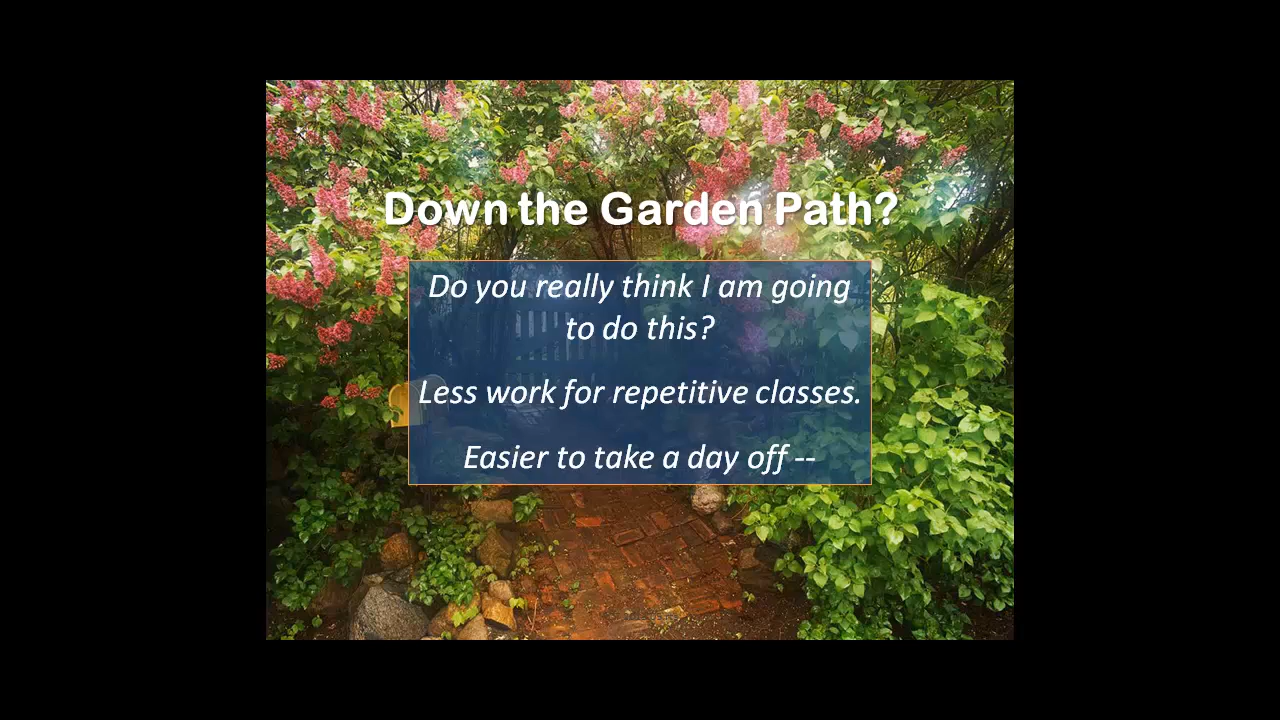 Down the Garden Path?
Do you really think I am going
to do this?
Less work for repetitive classes.
Easier to take a day off --